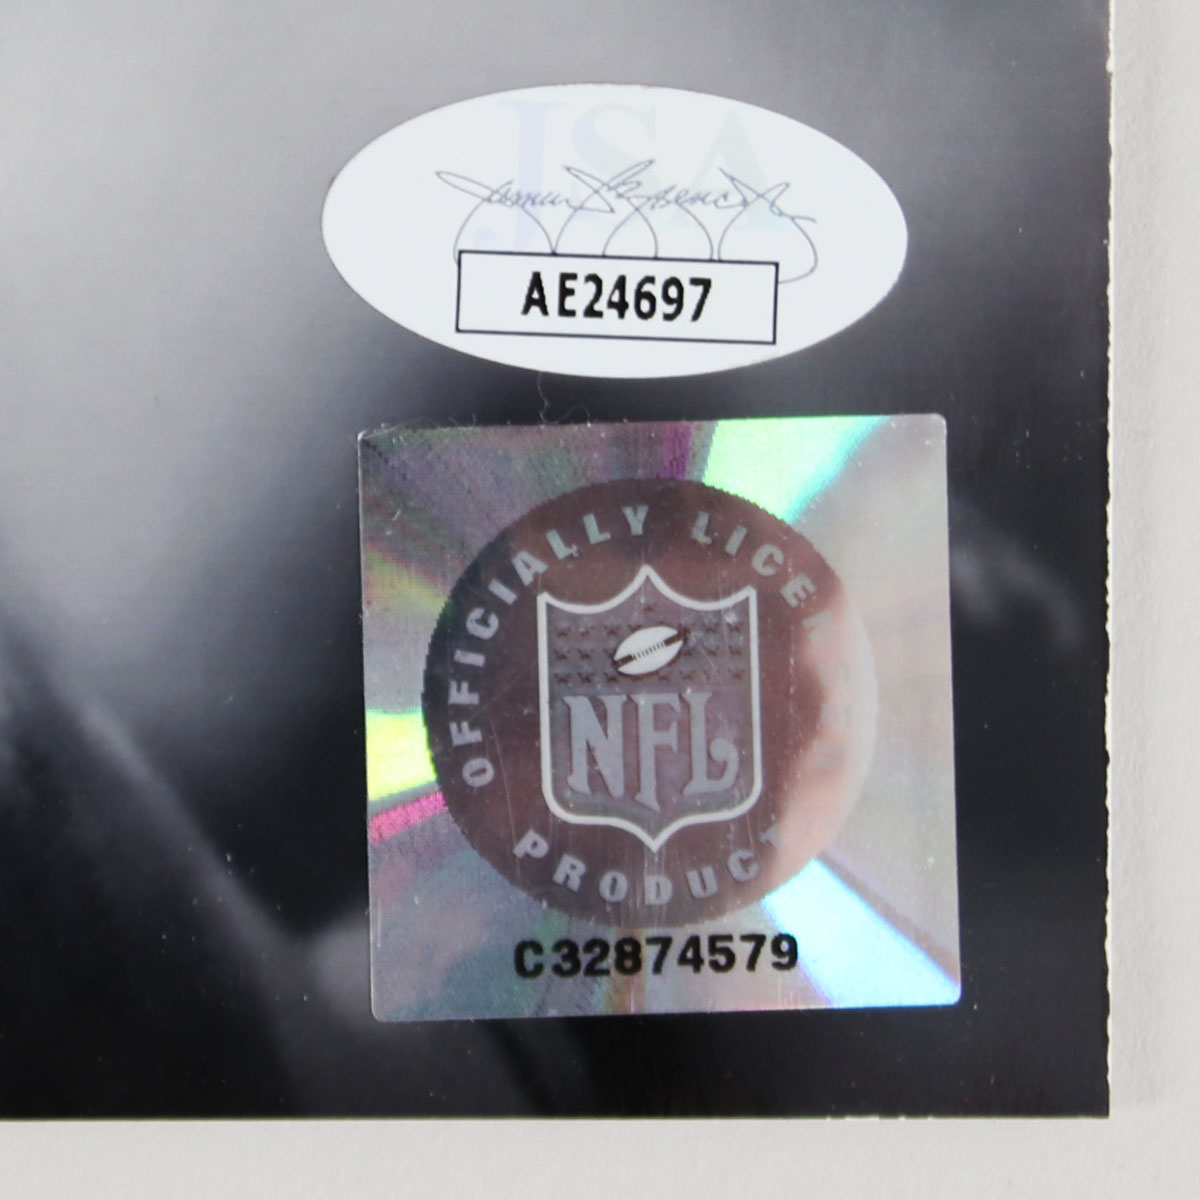 JSA
AE24697
OFFICIALLY LICENSED
NFL
PRODUCT
C32874579